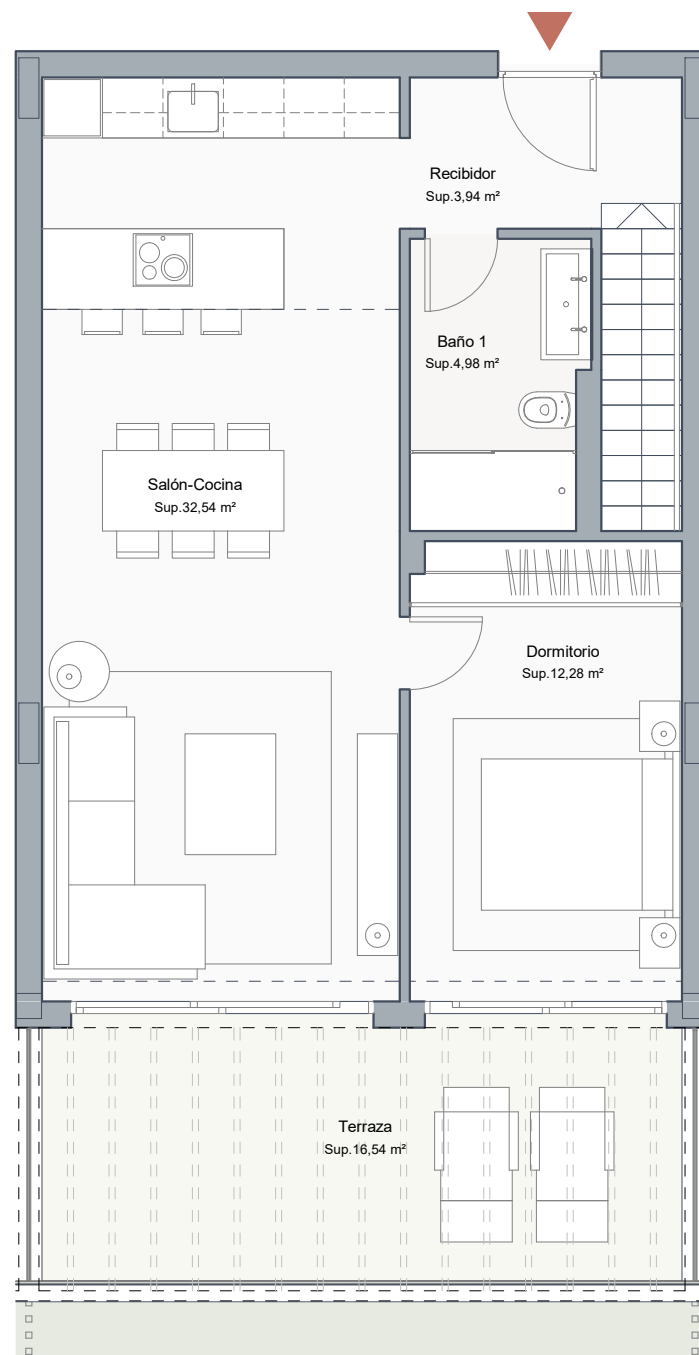 Recibidor
Sup.3,94 m²
Baño 1
Sup.4,98 m²
Salón-Cocina
Sup.32,54 m²
Dormitorio
Sup.12,28 m²
Terraza
Sup.16,54 m²